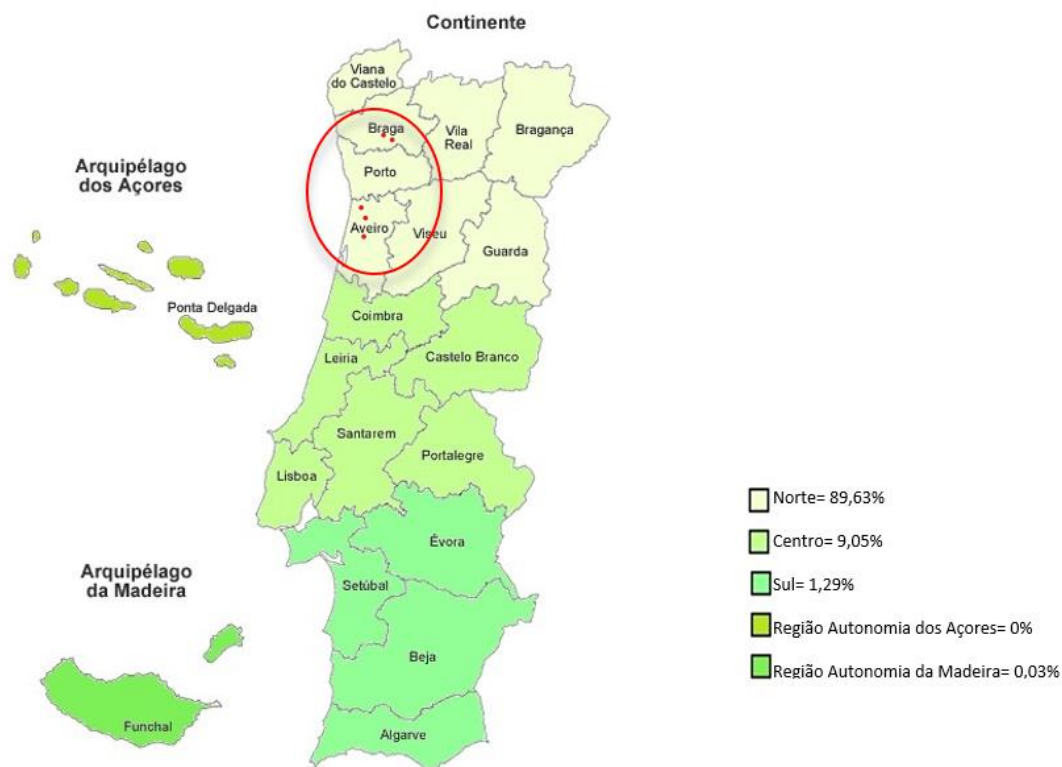 Continente
Viana
do Castelo
Braga
Vila
Real
Bragança
Porto
Arquipélago
dos Açores
Aveiro
Viseu
Guarda
Ponta Delgada
Coimbra
Leiria
Castelo Branco
Santarem
Portalegre
Lisboa
Évora
Setúbal
Arquipélago
da Madeira
Beja
Funchal
Algarve
Norte= 89,63%
Centro= 9,05%
Sul= 1,29%
Região Autonomia dos Açores= 0%
Região Autonomia da Madeira= 0,03%